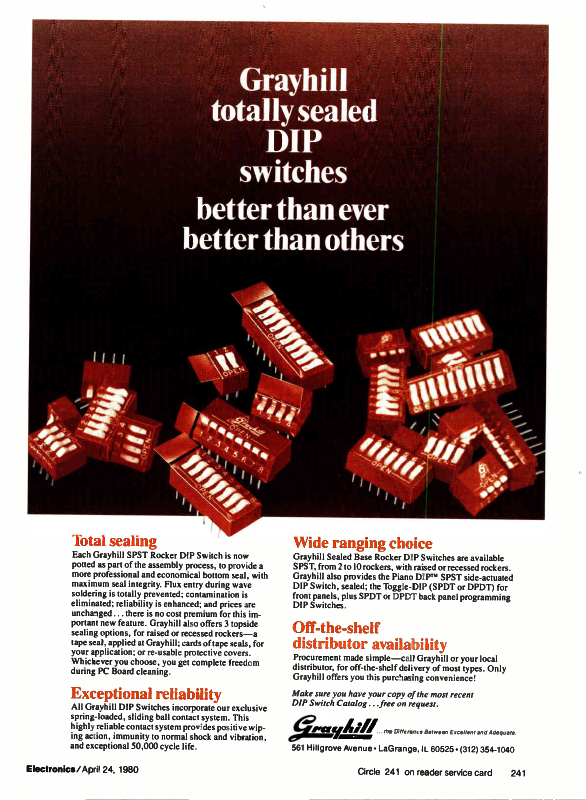 Grayhill
totally sealed
DIP
switches
better than ever
better than others
Total sealing
Each Grayhill SPST Rocker DIP Switch is now
potted as part of the assembly process, to provide a
more professional and economical bottom seal, with
maximum seal integrity. Flux entry during wave
soldering is totally prevented; contamination is
eliminated; reliability is enhanced; and prices are
unchanged...there is no cost premium for this im-
portant new feature. Grayhill also offers 3 topside
sealing options, for raised or recessed rockers—a
tape seal, applied at Grayhill; cards of tape seals, for
your application; or re-usable protective covers.
Whichever you choose, you get complete freedom
during PC Board cleaning.
Exceptional reliability
All Grayhill DIP Switches incorporate our exclusive
spring-loaded, sliding ball contact system. This
highly reliable contact system provides positive wip-
ing action, immunity to normal shock and vibration,
and exceptional 50,000 cycle life.
Wide ranging choice
Grayhill Sealed Base Rocker DIP Switches are available
SPST, from 2 to 10 rockers, with raised or recessed rockers.
Grayhill also provides the Piano DIP™ SPST side-actuated
DIP Switch, sealed; the Toggle-DIP (SPDT or DPDT) for
front panels, plus SPDT or DPDT back panel programming
DIP Switches.
Off-the-shelf
distributor availability
Procurement made simple—call Grayhill or your local
distributor, for off-the-shelf delivery of most types. Only
Grayhill offers you this purchasing convenience!
Make sure you have your copy of the most recent
DIP Switch Catalog...free on request.
Grayhill ...the Difference Between Excellent and Adequate.
561 Hillgrove Avenue • LaGrange, IL 60525 • (312) 354-1040
Electronics/April 24, 1980
Circle 241 on reader service card 241